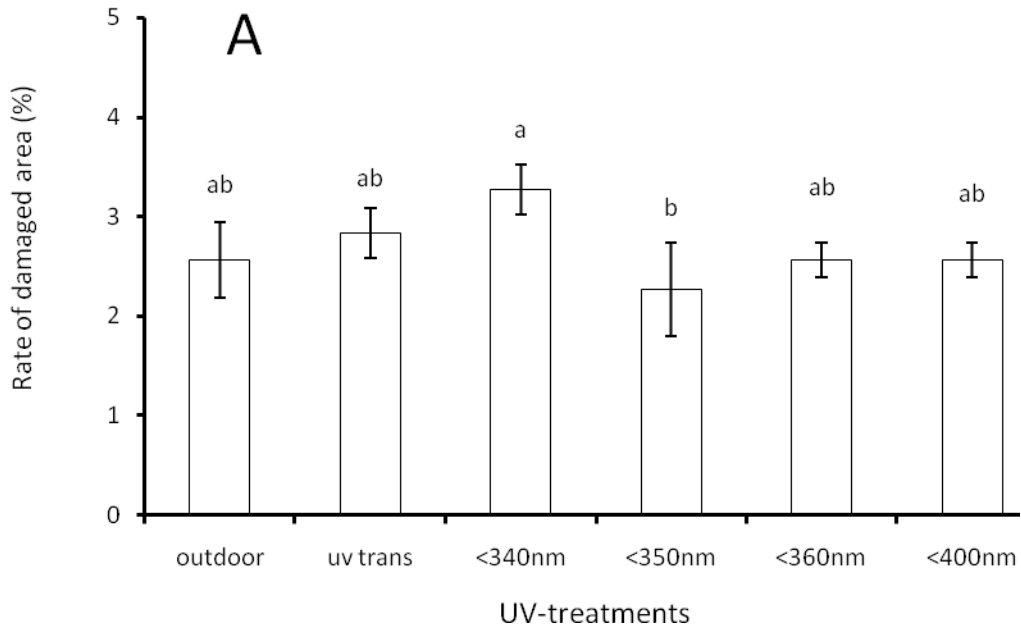 A
Rate of damaged area (%)
5
4
3
2
1
0
ab
ab
a
b
ab
ab
outdoor
uv trans
<340nm
<350nm
<360nm
<400nm
UV-treatments